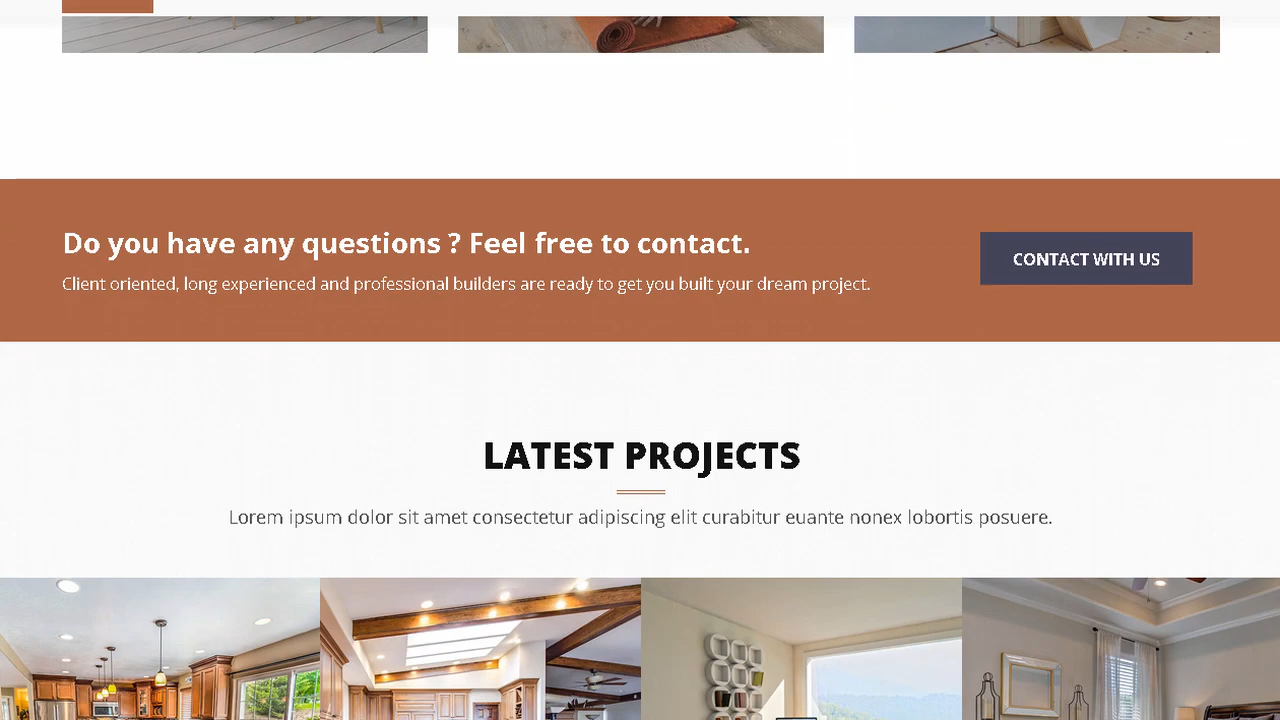 Do you have any questions ? Feel free to contact.
Client oriented, long experienced and professional builders are ready to get you built your dream project.
CONTACT WITH US
LATEST PROJECTS
Lorem ipsum dolor sit amet consectetur adipiscing elit curabitur euante nonex lobortis posuere.